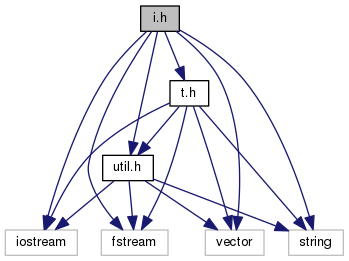 i.h
t.h
util.h
iostream
fstream
vector
string